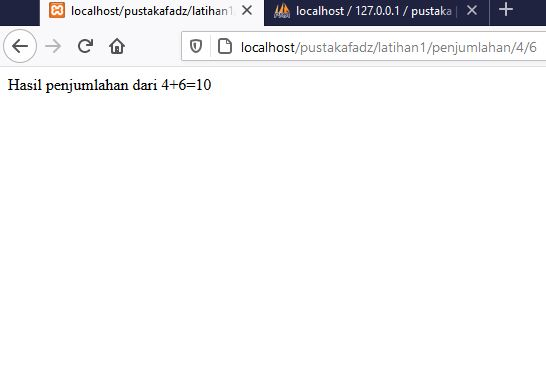 localhost/pustakafadz/latihan1
localhost / 127.0.0.1 / pustaka
localhost/pustakafadz/latihan1/penjumlahan/4/6
Hasil penjumlahan dari 4+6=10